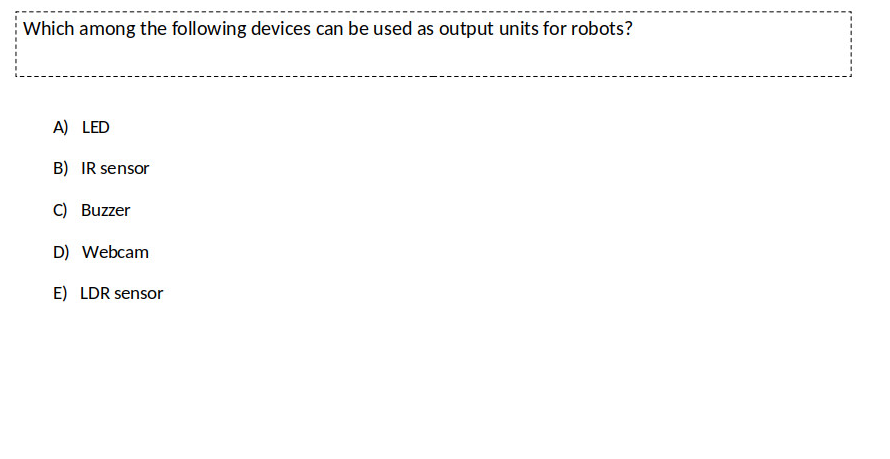 Which among the following devices can be used as output units for robots?
A) LED
B) IR sensor
C) Buzzer
D) Webcam
E) LDR sensor